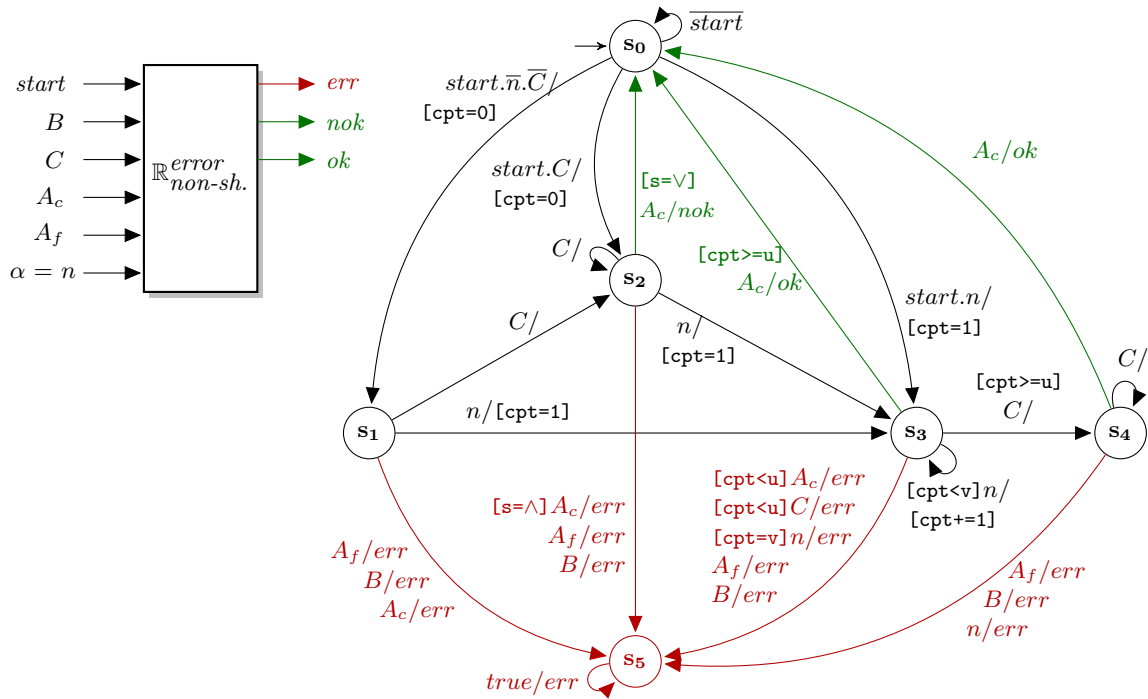 start
B
C
A_c
A_f
α = n
ℝ^error_non-sh.
err
nok
ok
s₀
\overline{start}
start.n̅.C̅/
[cpt=0]
start.C/
[cpt=0]
[s=∨]
A_c/nok
[cpt>=u]
A_c/ok
A_c/ok
start.n/
[cpt=1]
C/
s₂
C/
n/
[cpt=1]
[cpt>=u]
C/
C/
s₁
n/[cpt=1]
s₃
s₄
[cpt<v]n/
[cpt+=1]
[s=∧]A_c/err
A_f/err
B/err
[cpt<u]A_c/err
[cpt<u]C/err
[cpt=v]n/err
A_f/err
B/err
A_f/err
B/err
A_c/err
A_f/err
B/err
n/err
s₅
true/err